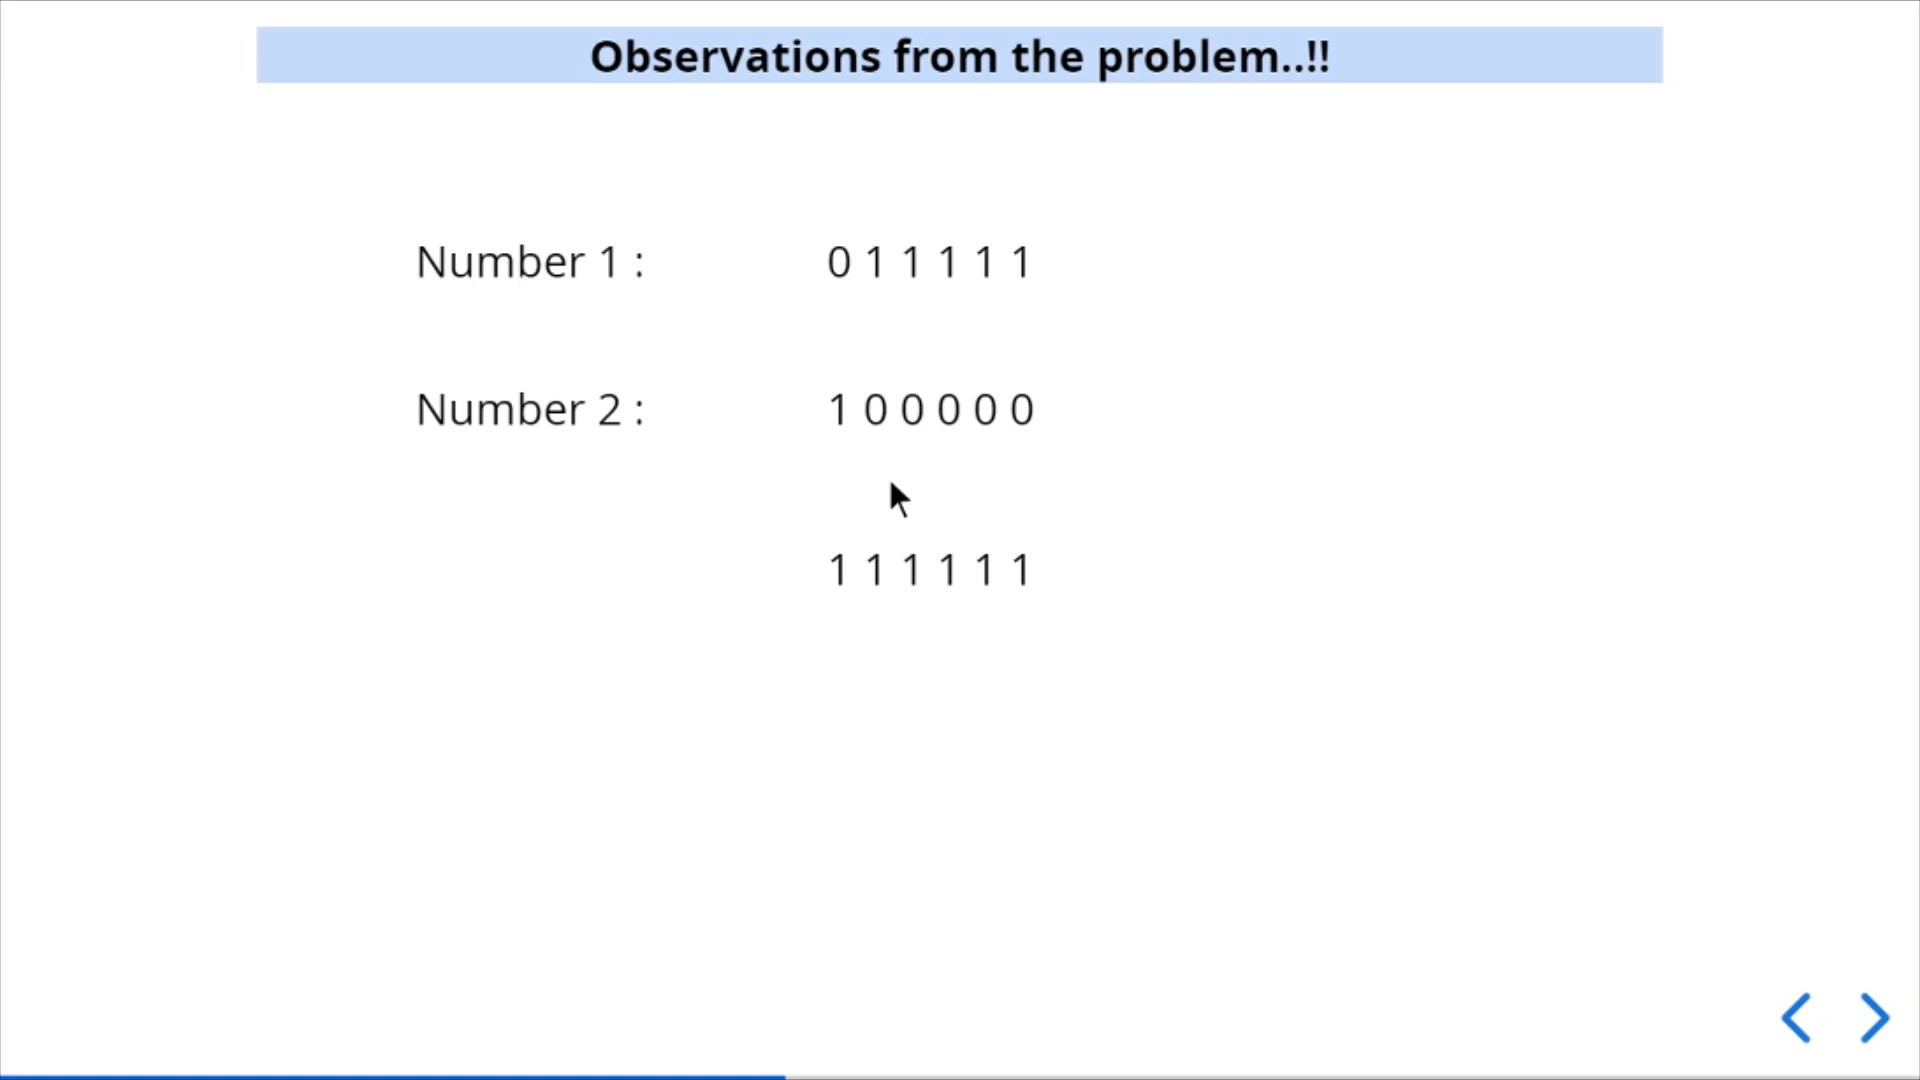 Observations from the problem..!!
Number 1 : 0 1 1 1 1 1
Number 2 : 1 0 0 0 0 0
1 1 1 1 1 1